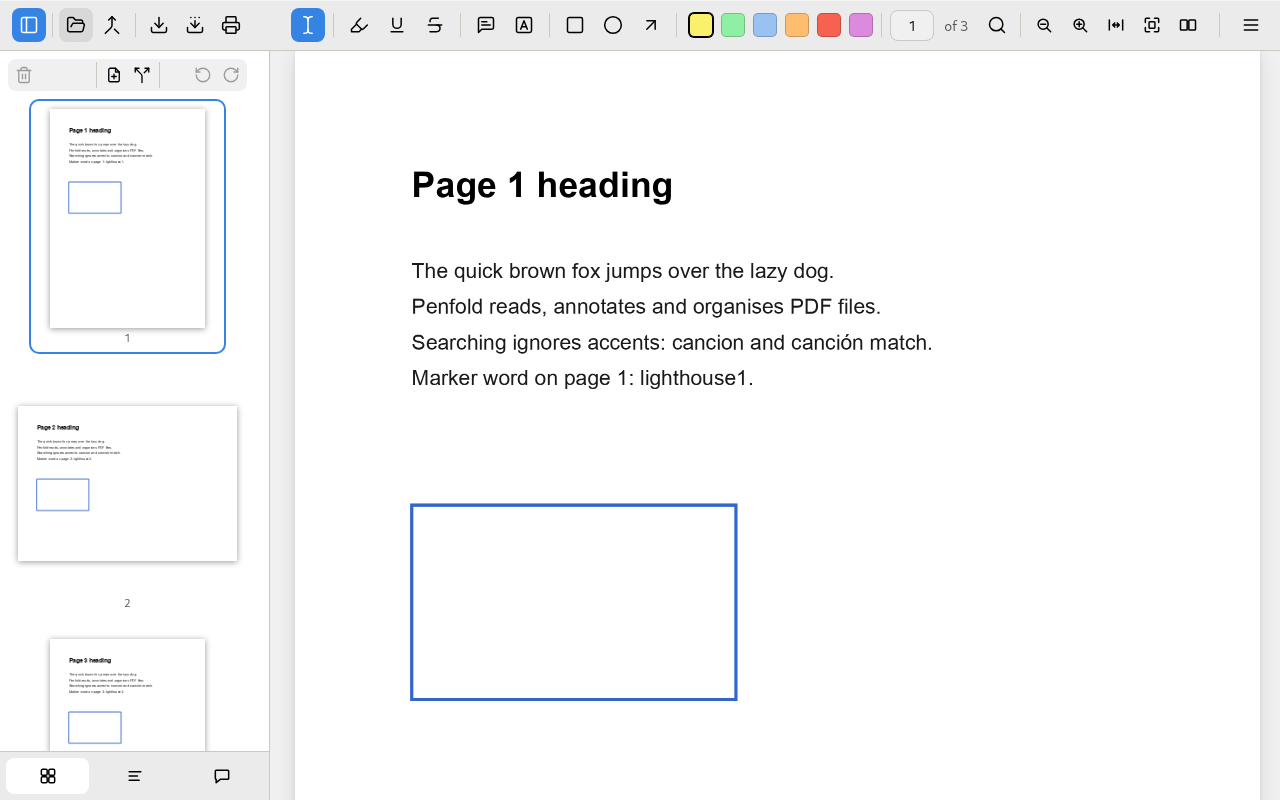 1 of 3
Page 1 heading
1
Page 2 heading
2
Page 3 heading
Page 1 heading
The quick brown fox jumps over the lazy dog.
Penfold reads, annotates and organises PDF files.
Searching ignores accents: cancion and canción match.
Marker word on page 1: lighthouse1.